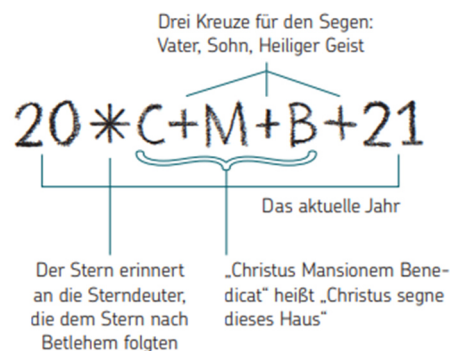 Drei Kreuze für den Segen:
Vater, Sohn, Heiliger Geist
20*C+M+B+21
Das aktuelle Jahr
Der Stern erinnert
an die Sterndeuter,
die dem Stern nach
Betlehem folgten
„Christus Mansionem Bene-
dicat“ heißt „Christus segne
dieses Haus“